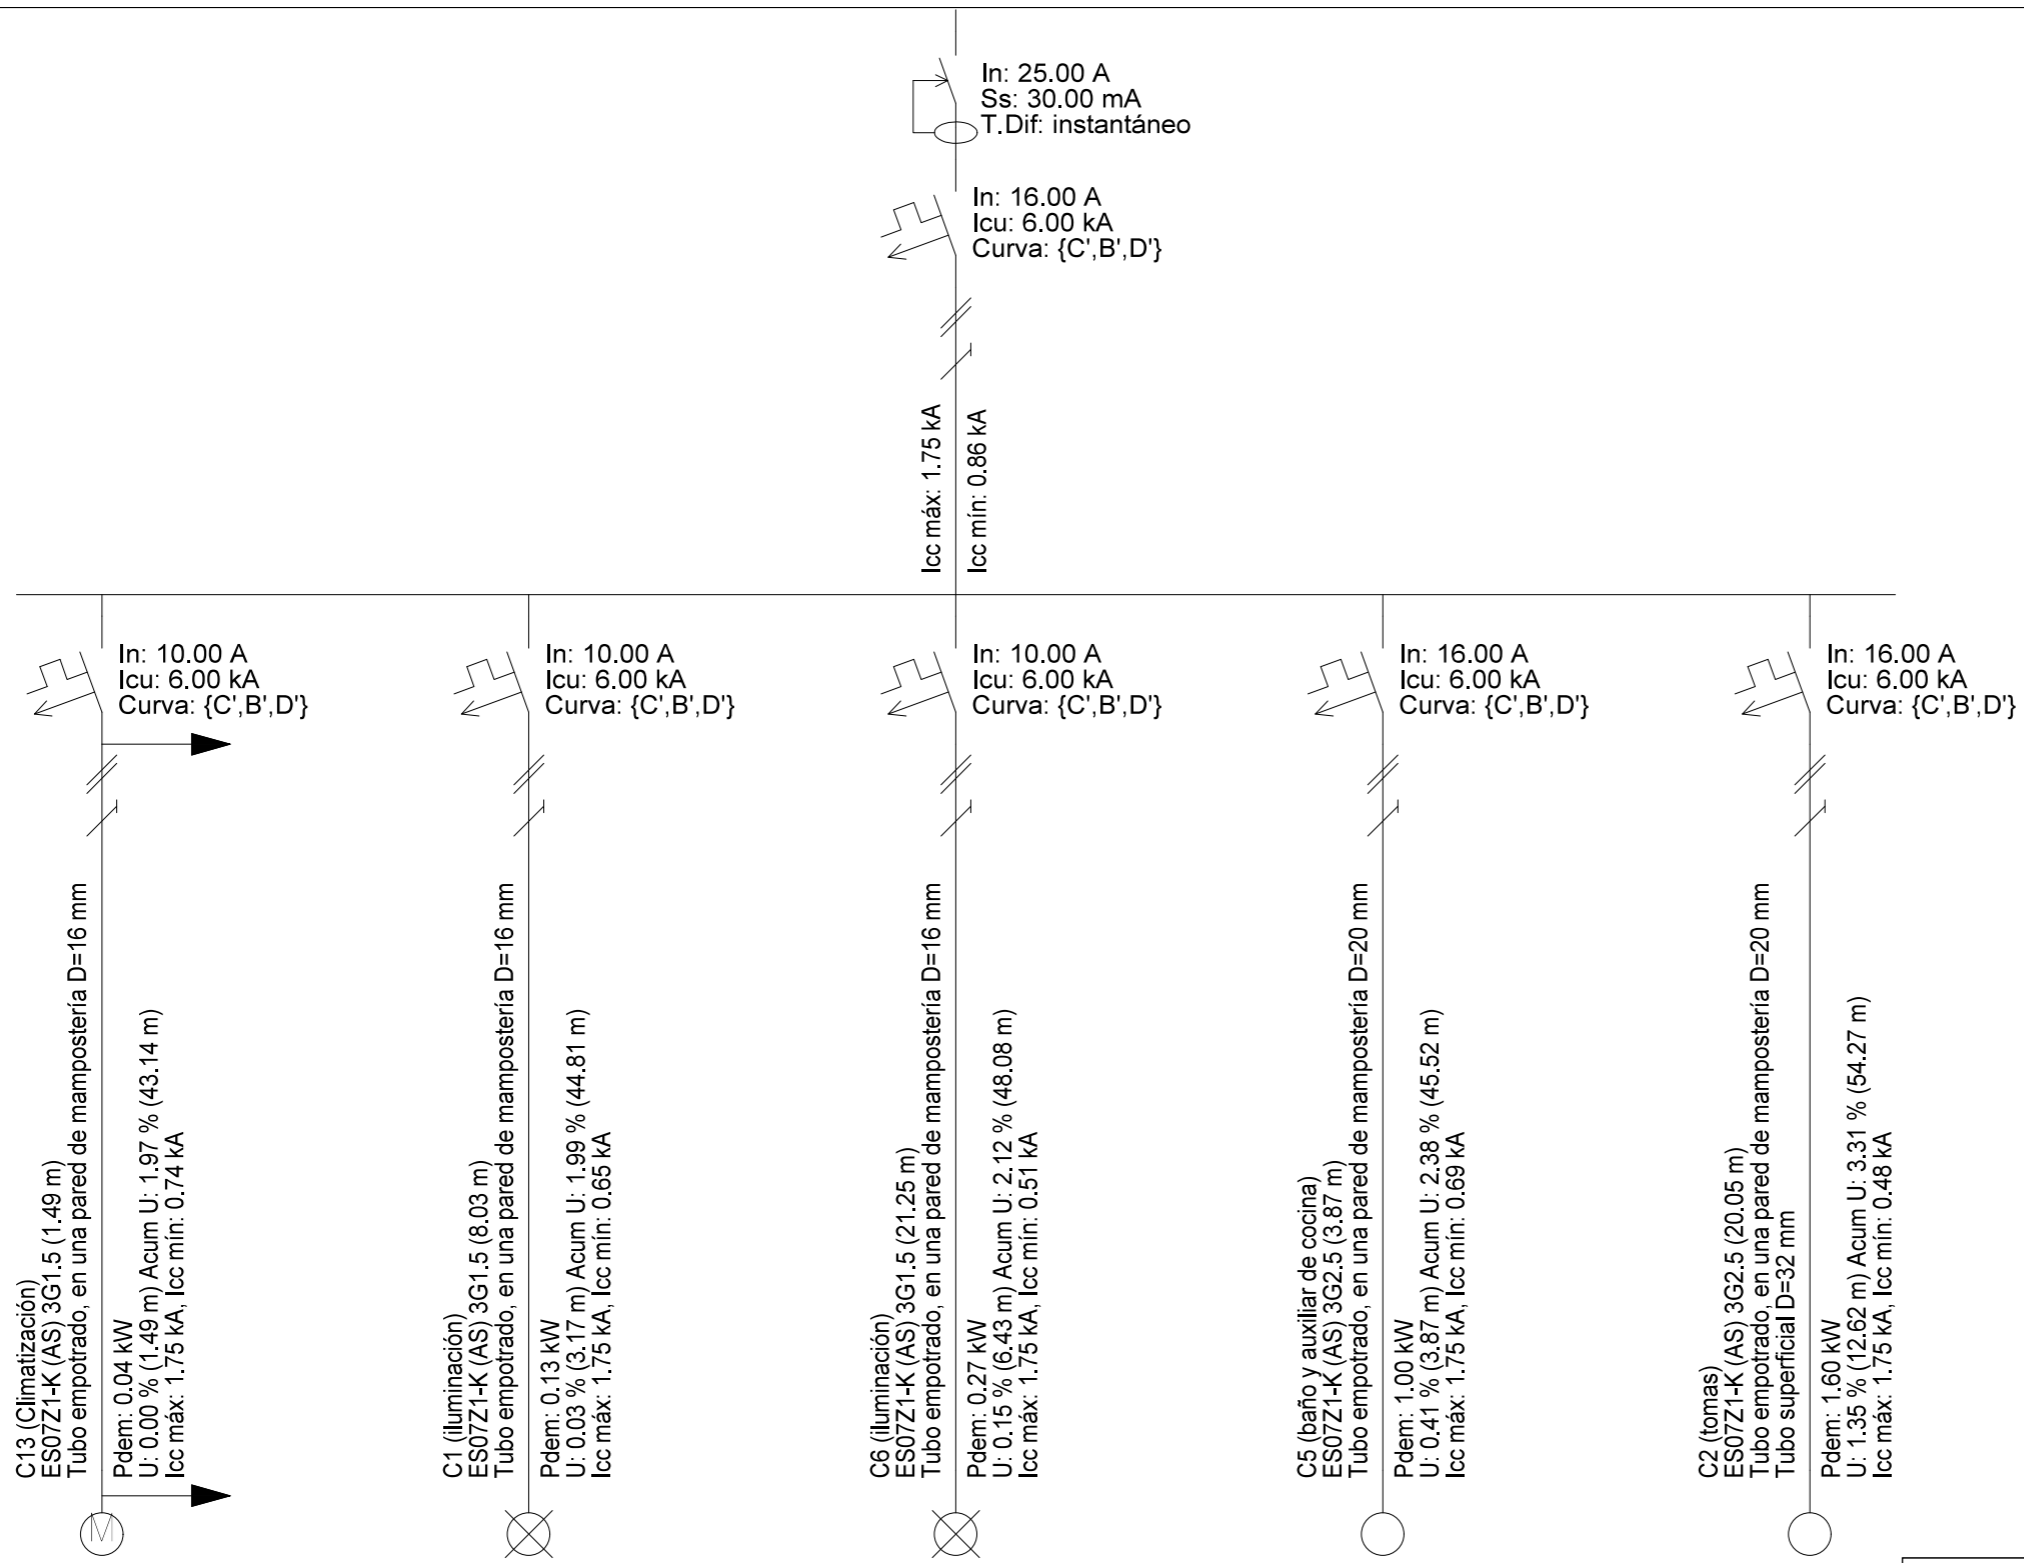 In: 25.00 A
Ss: 30.00 mA
T.Dif: instantáneo
In: 16.00 A
Icu: 6.00 kA
Curva: {C',B',D'}
Icc máx: 1.75 kA
Icc mín: 0.86 kA
In: 10.00 A
Icu: 6.00 kA
Curva: {C',B',D'}
In: 10.00 A
Icu: 6.00 kA
Curva: {C',B',D'}
In: 10.00 A
Icu: 6.00 kA
Curva: {C',B',D'}
In: 16.00 A
Icu: 6.00 kA
Curva: {C',B',D'}
In: 16.00 A
Icu: 6.00 kA
Curva: {C',B',D'}
C13 (Climatización)
ES07Z1-K (AS) 3G1.5 (1.49 m)
Tubo empotrado, en una pared de mampostería D=16 mm
Pdem: 0.04 kW
U: 0.00 % (1.49 m) Acum U: 1.97 % (43.14 m)
Icc máx: 1.75 kA, Icc mín: 0.74 kA
M
C1 (iluminación)
ES07Z1-K (AS) 3G1.5 (8.03 m)
Tubo empotrado, en una pared de mampostería D=16 mm
Pdem: 0.13 kW
U: 0.03 % (3.17 m) Acum U: 1.99 % (44.81 m)
Icc máx: 1.75 kA, Icc mín: 0.65 kA
C6 (iluminación)
ES07Z1-K (AS) 3G1.5 (21.25 m)
Tubo empotrado, en una pared de mampostería D=16 mm
Pdem: 0.27 kW
U: 0.15 % (6.43 m) Acum U: 2.12 % (48.08 m)
Icc máx: 1.75 kA, Icc mín: 0.51 kA
C5 (baño y auxiliar de cocina)
ES07Z1-K (AS) 3G2.5 (3.87 m)
Tubo empotrado, en una pared de mampostería D=20 mm
Pdem: 1.00 kW
U: 0.41 % (3.87 m) Acum U: 2.38 % (45.52 m)
Icc máx: 1.75 kA, Icc mín: 0.69 kA
C2 (tomas)
ES07Z1-K (AS) 3G2.5 (20.05 m)
Tubo empotrado, en una pared de mampostería D=20 mm
Tubo superficial D=32 mm
Pdem: 1.60 kW
U: 1.35 % (12.62 m) Acum U: 3.31 % (54.27 m)
Icc máx: 1.75 kA, Icc mín: 0.48 kA